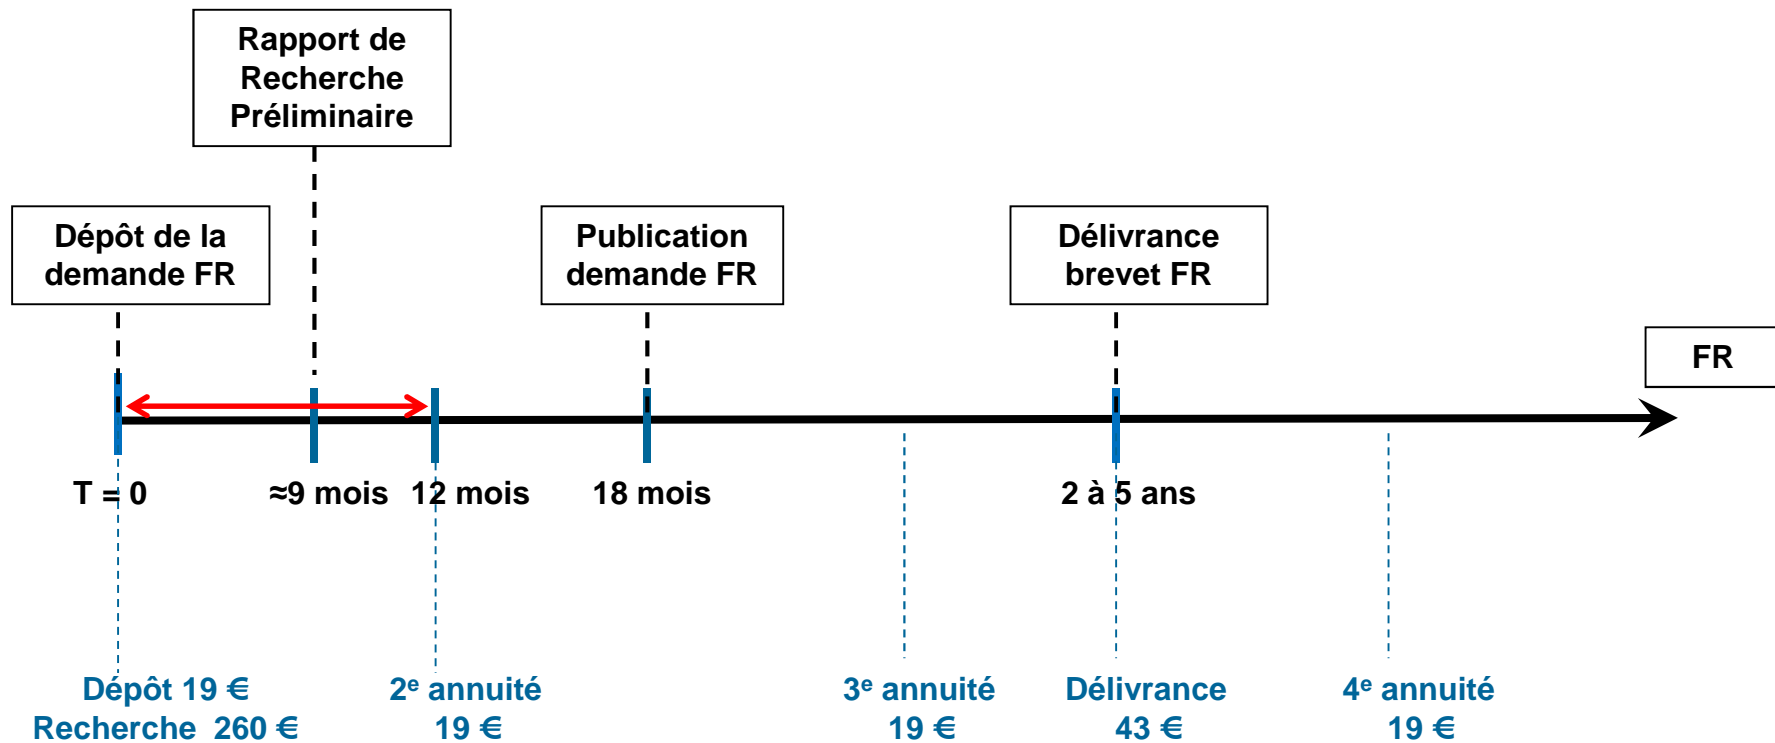 Rapport de
Recherche
Préliminaire
Dépôt de la
demande FR
Publication
demande FR
Délivrance
brevet FR
FR
T = 0
≈9 mois
12 mois
18 mois
2 à 5 ans
Dépôt 19 €
Recherche 260 €
2e annuité
19 €
3e annuité
19 €
Délivrance
43 €
4e annuité
19 €